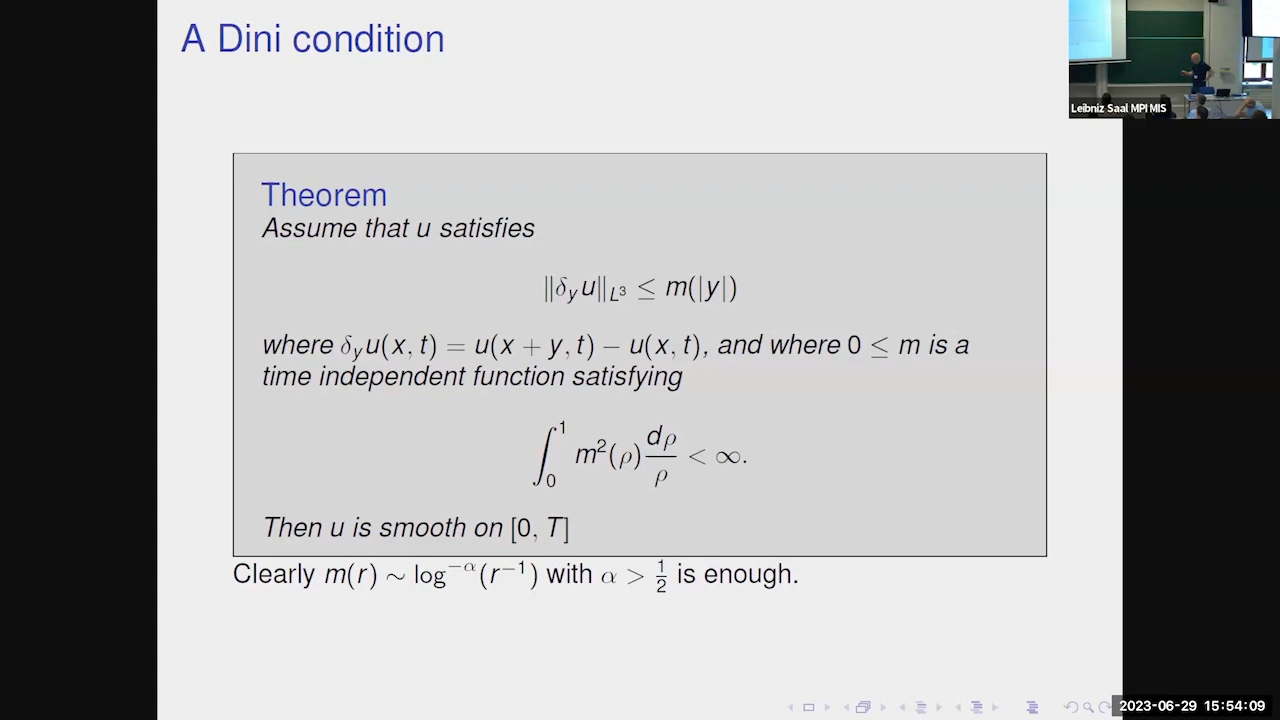 A Dini condition
Leibniz Saal MPI MIS
Theorem
Assume that u satisfies
‖δ_y u‖_{L³} ≤ m(|y|)
where δ_y u(x, t) = u(x + y, t) − u(x, t), and where 0 ≤ m is a
time independent function satisfying
∫_0^1 m²(ρ) dρ/ρ < ∞.
Then u is smooth on [0, T]
Clearly m(r) ∼ log^{−α}(r^{−1}) with α > 1/2 is enough.
2023-06-29 15:54:09